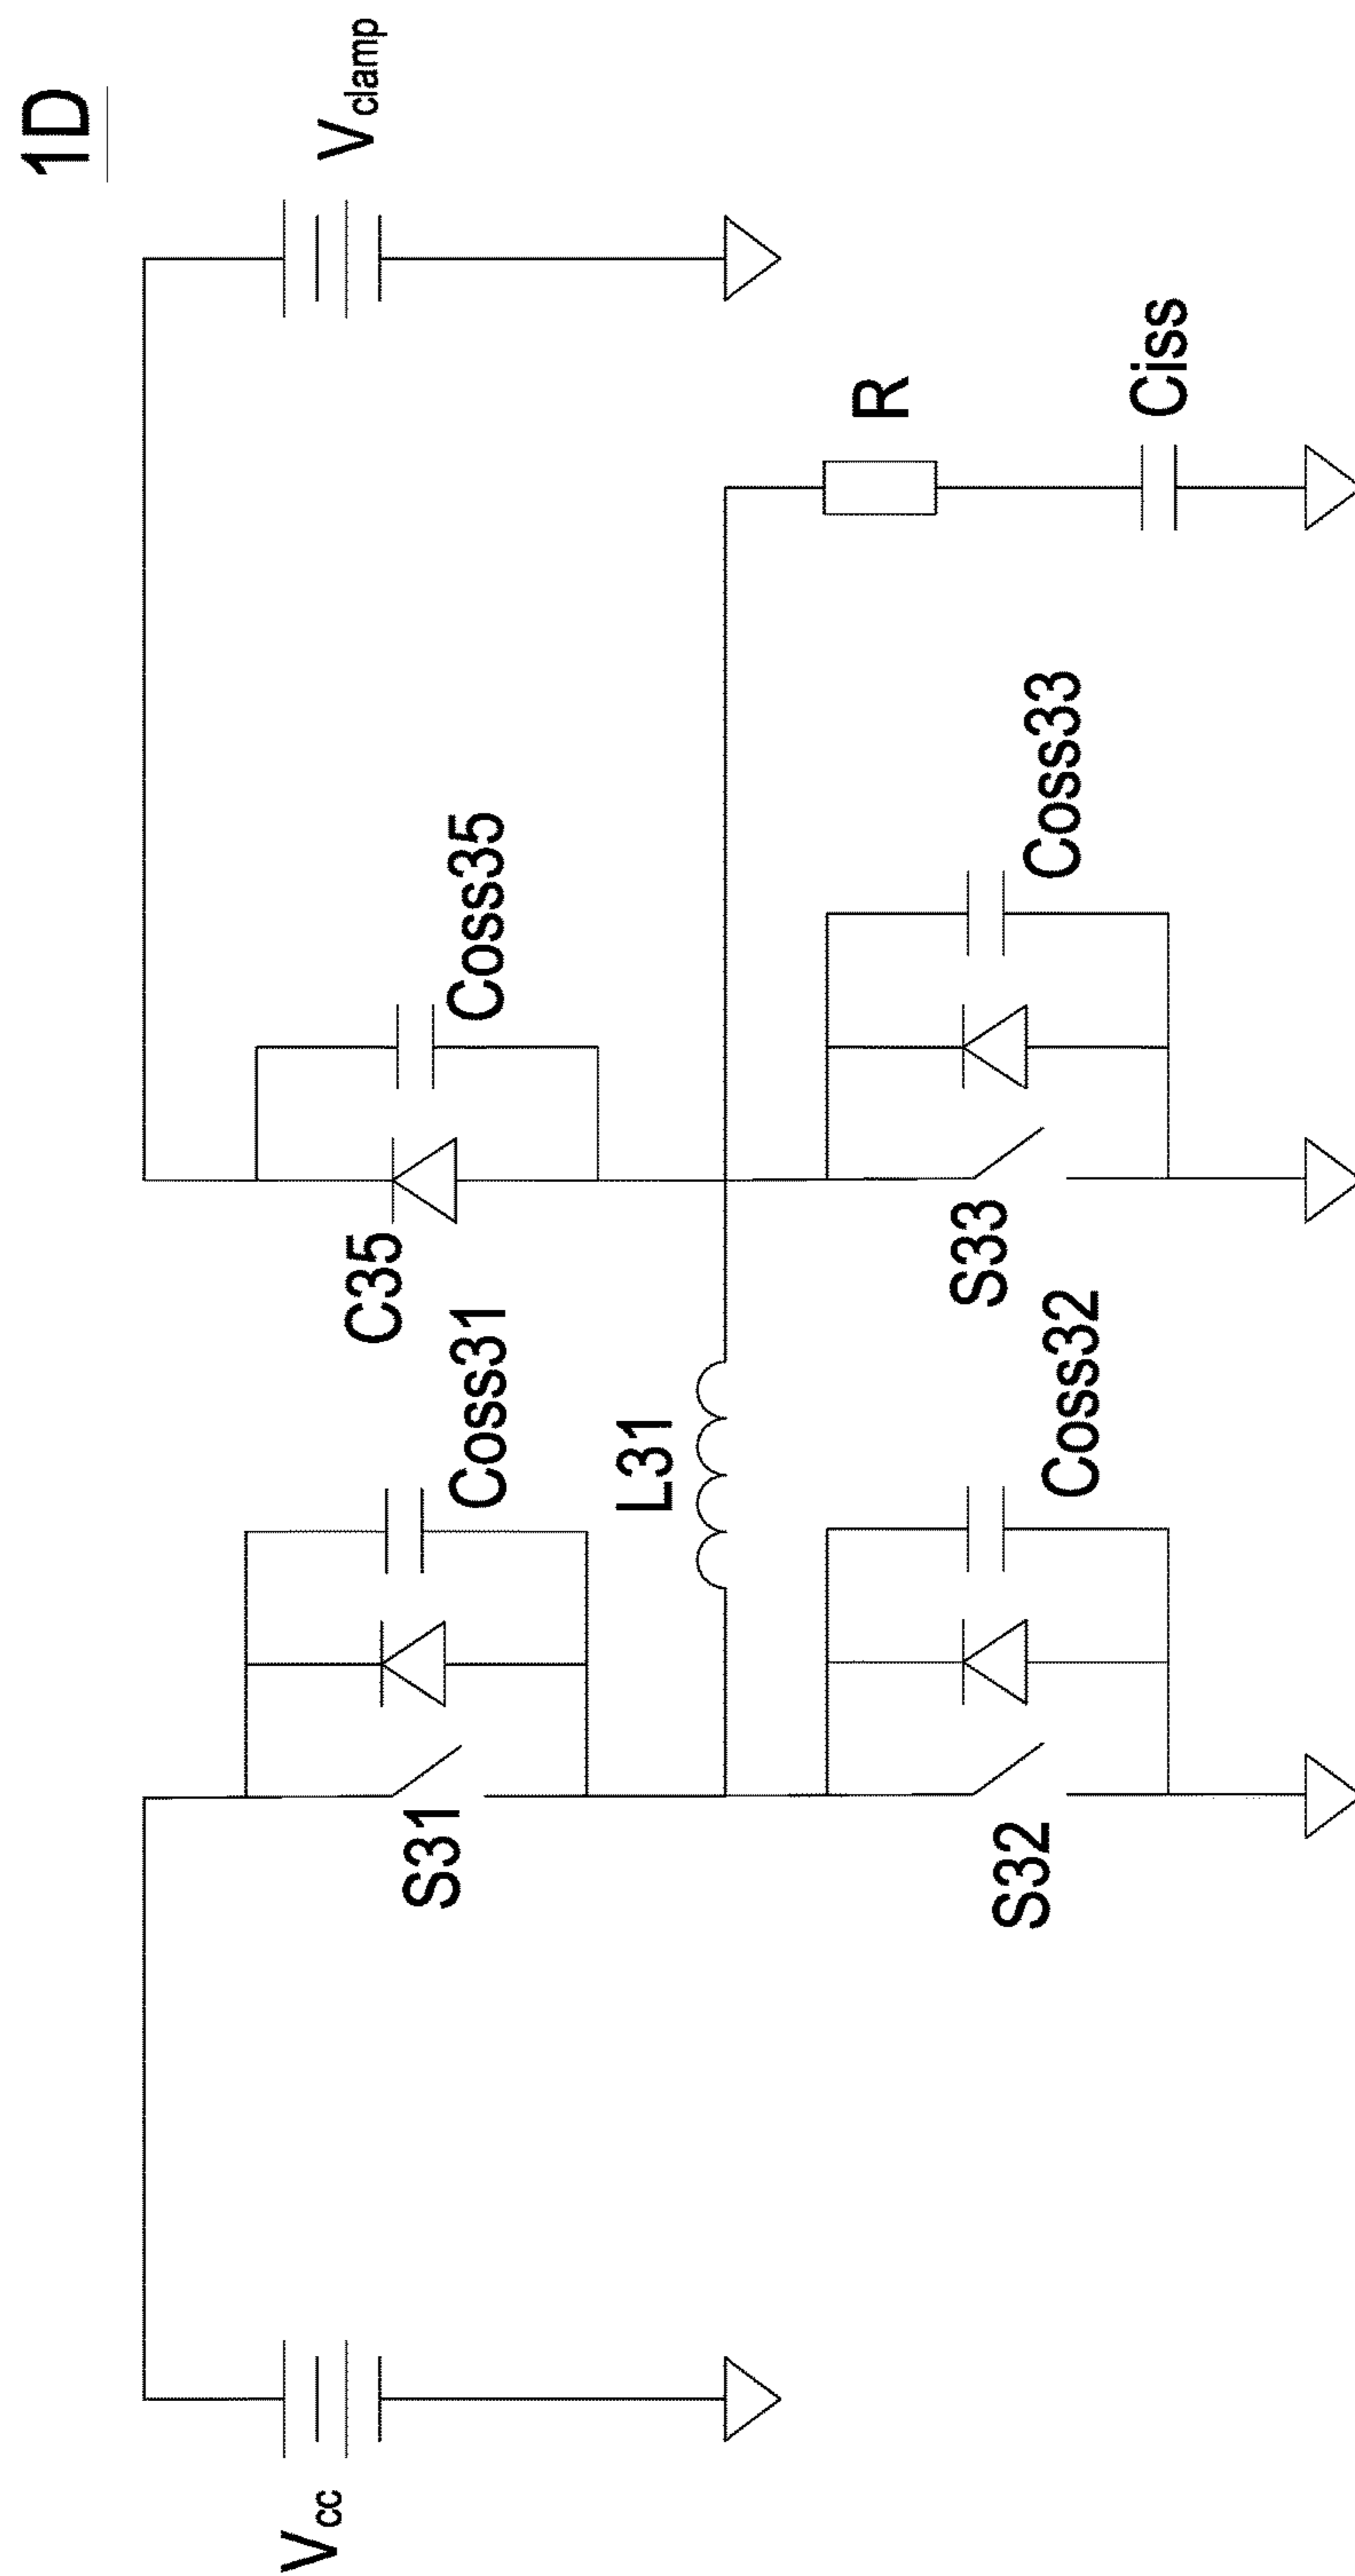 1D
Vcc
Vclamp
S31
Coss31
C35
Coss35
L31
S32
Coss32
S33
Coss33
R
Ciss